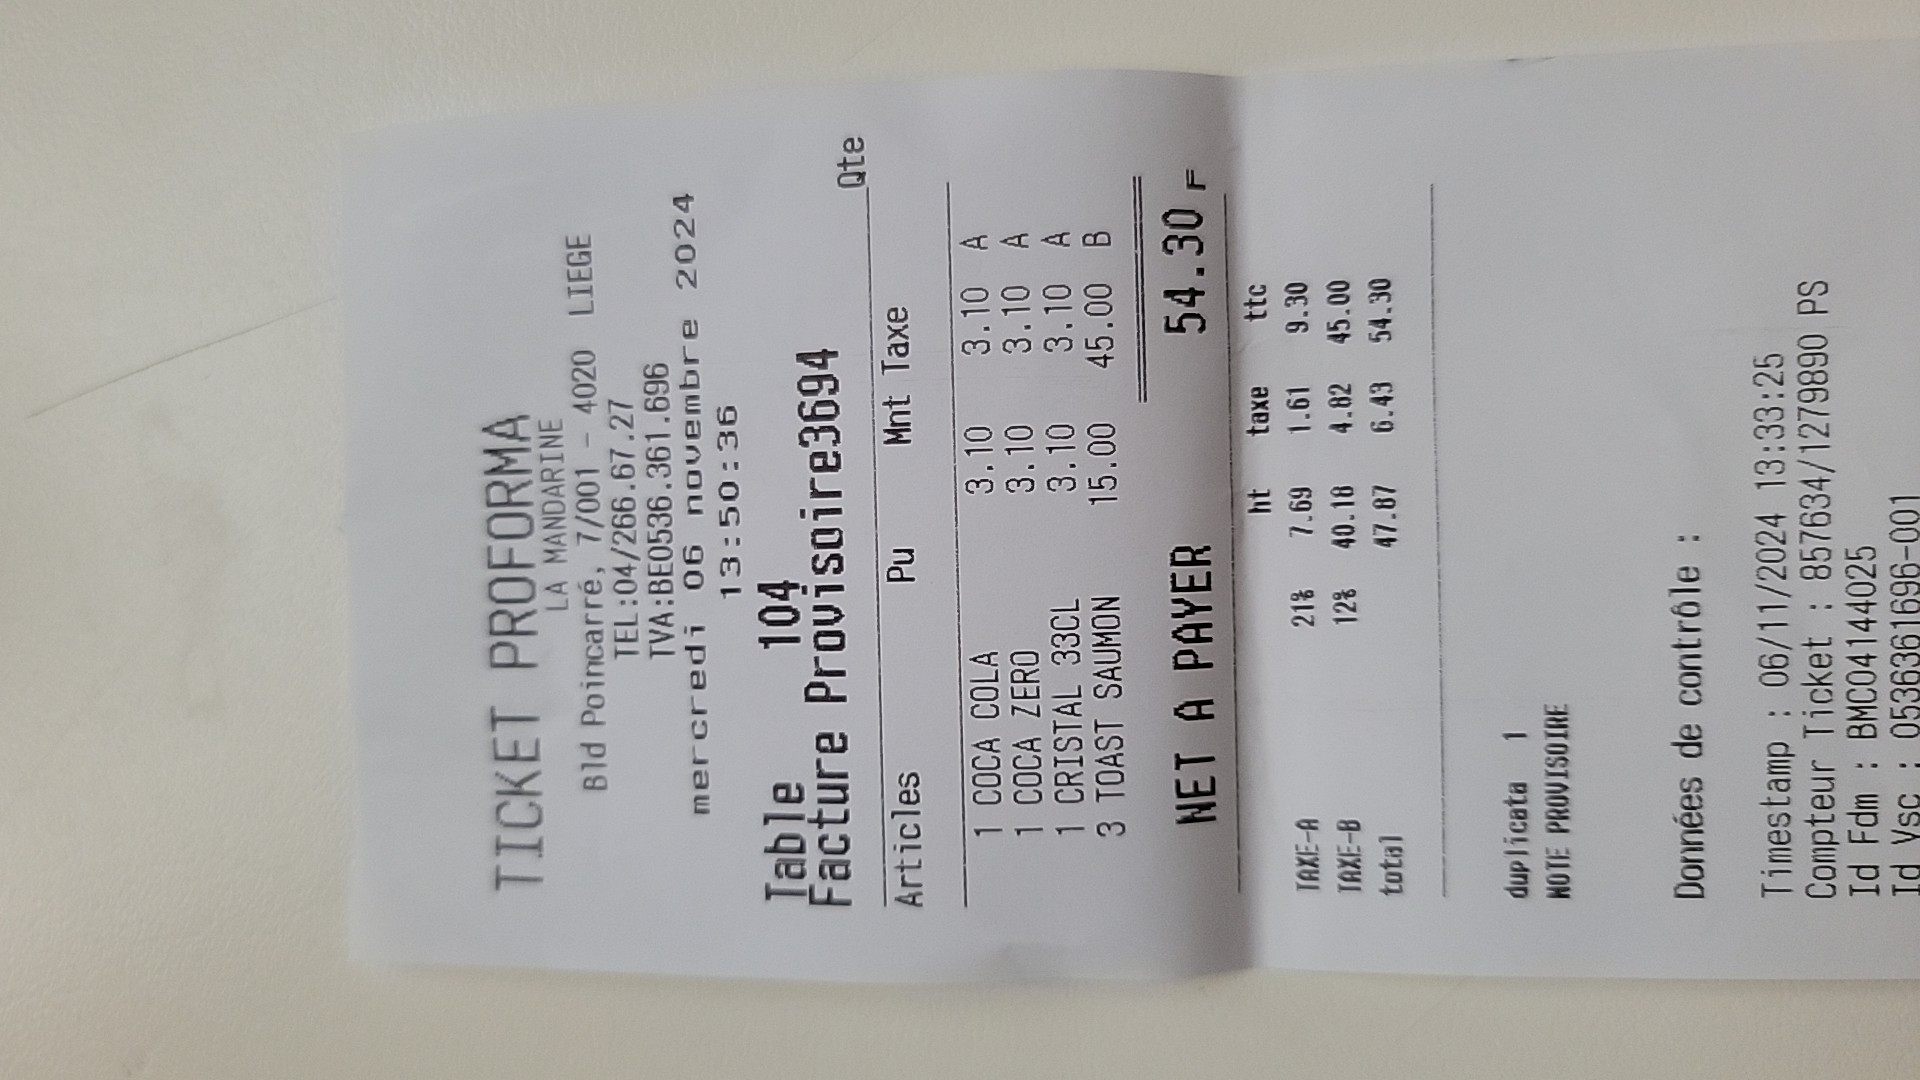 TICKET PROFORMA
LA MANDARINE
Bld Poincarré, 7/001 - 4020 LIEGE
TEL:04/266.67.27
TVA:BE0536.361.696
mercredi 06 novembre 2024
13:50:36
Table 104
Facture Provisoire3694
Qte
Articles Pu Mnt Taxe
1 COCA COLA 3.10 3.10 A
1 COCA ZERO 3.10 3.10 A
1 CRISTAL 33CL 3.10 3.10 A
3 TOAST SAUMON 15.00 45.00 B
NET A PAYER 54.30 F
ht taxe ttc
TAXE-A 21% 7.69 1.61 9.30
TAXE-B 12% 40.18 4.82 45.00
total 47.87 6.43 54.30
duplicata 1
NOTE PROVISOIRE
Données de contrôle :
Timestamp : 06/11/2024 13:33:25
Compteur Ticket : 857634/1279890 PS
Id Fdm : BMC04144025
Id Vsc : 0536361696-001